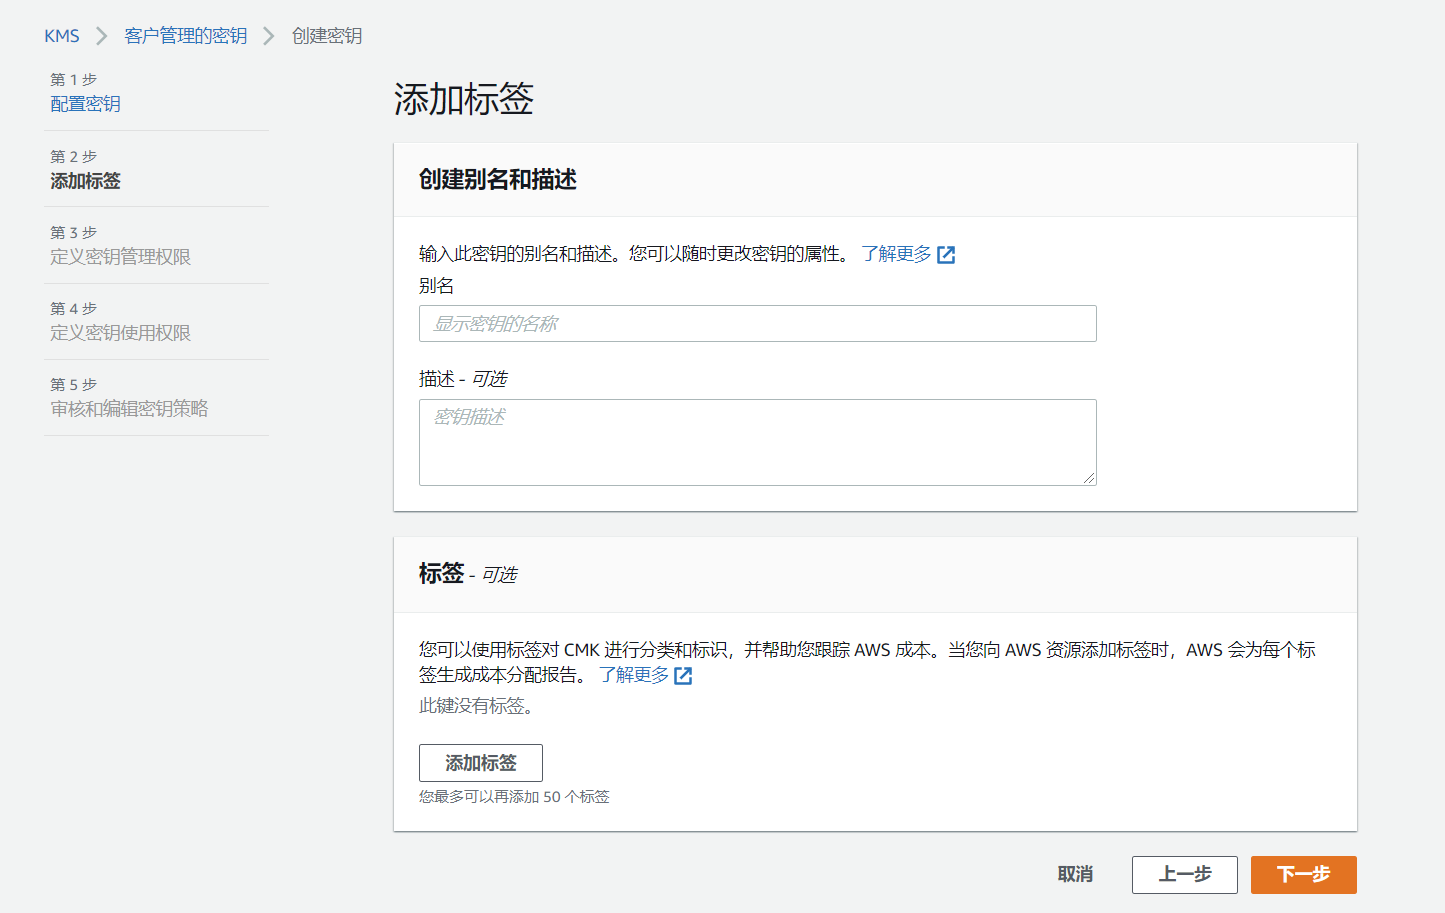 KMS > 客户管理的密钥 > 创建密钥
第 1 步
配置密钥
第 2 步
添加标签
第 3 步
定义密钥管理权限
第 4 步
定义密钥使用权限
第 5 步
审核和编辑密钥策略
添加标签
创建别名和描述
输入此密钥的别名和描述。您可以随时更改密钥的属性。 了解更多
别名
显示密钥的名称
描述 - 可选
密钥描述
标签 - 可选
您可以使用标签对 CMK 进行分类和标识，并帮助您跟踪 AWS 成本。当您向 AWS 资源添加标签时，AWS 会为每个标
签生成成本分配报告。 了解更多
此键没有标签。
添加标签
您最多可以再添加 50 个标签
取消 上一步 下一步